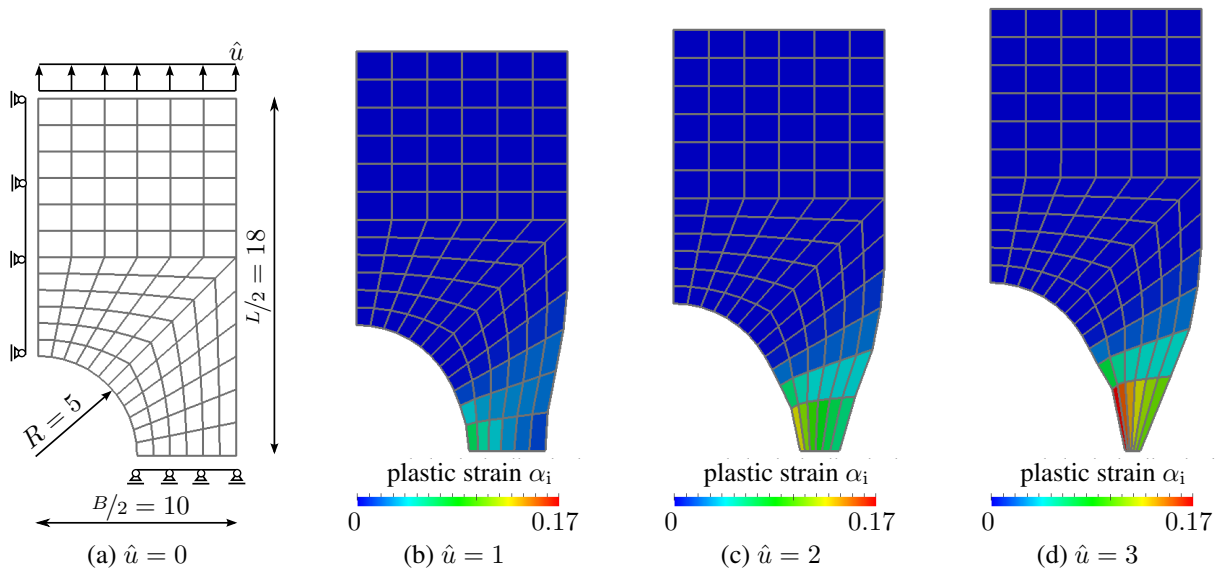 û
L/2 = 18
R = 5
B/2 = 10
(a) û = 0
plastic strain αi
0 0.17
(b) û = 1
plastic strain αi
0 0.17
(c) û = 2
plastic strain αi
0 0.17
(d) û = 3